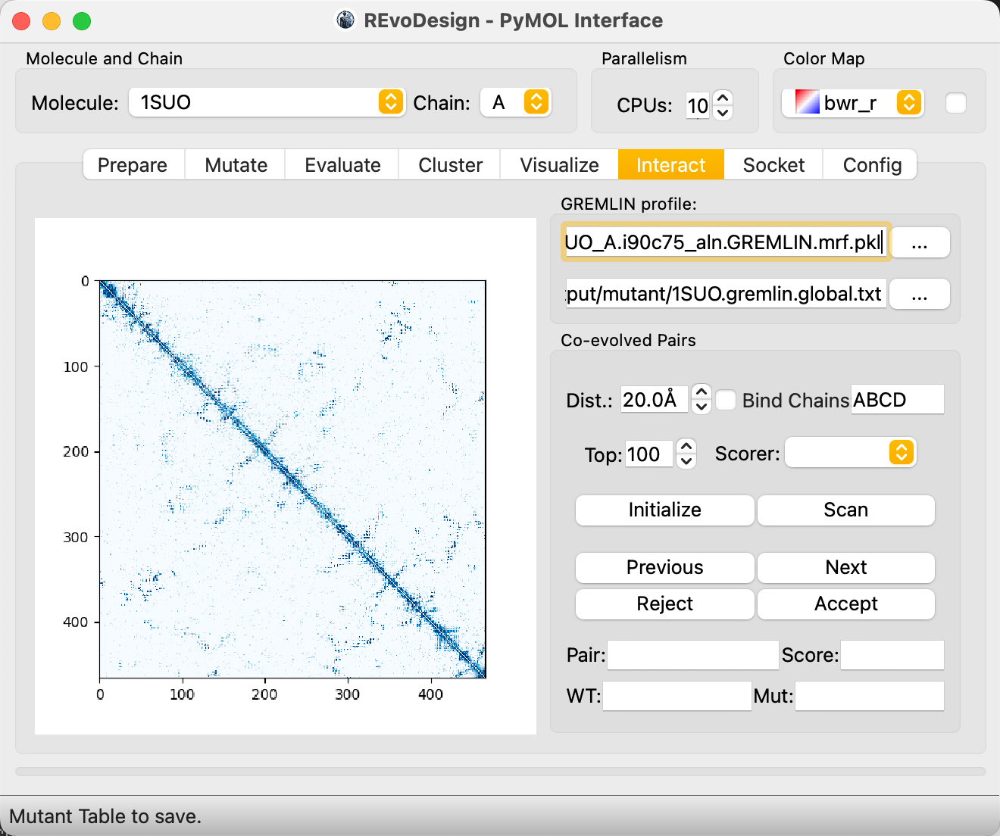 REvoDesign - PyMOL Interface
Molecule and Chain
Parallelism
Color Map
Molecule: 1SUO Chain: A
CPUs: 10
bwr_r
Prepare Mutate Evaluate Cluster Visualize Interact Socket Config
GREMLIN profile:
UO_A.i90c75_aln.GREMLIN.mrf.pkl ...
put/mutant/1SUO.gremlin.global.txt ...
Co-evolved Pairs
Dist.: 20.0Å Bind Chains ABCD
Top: 100 Scorer:
Initialize Scan
Previous Next
Reject Accept
Pair: Score:
WT: Mut:
0
100
200
300
400
0 100 200 300 400
Mutant Table to save.